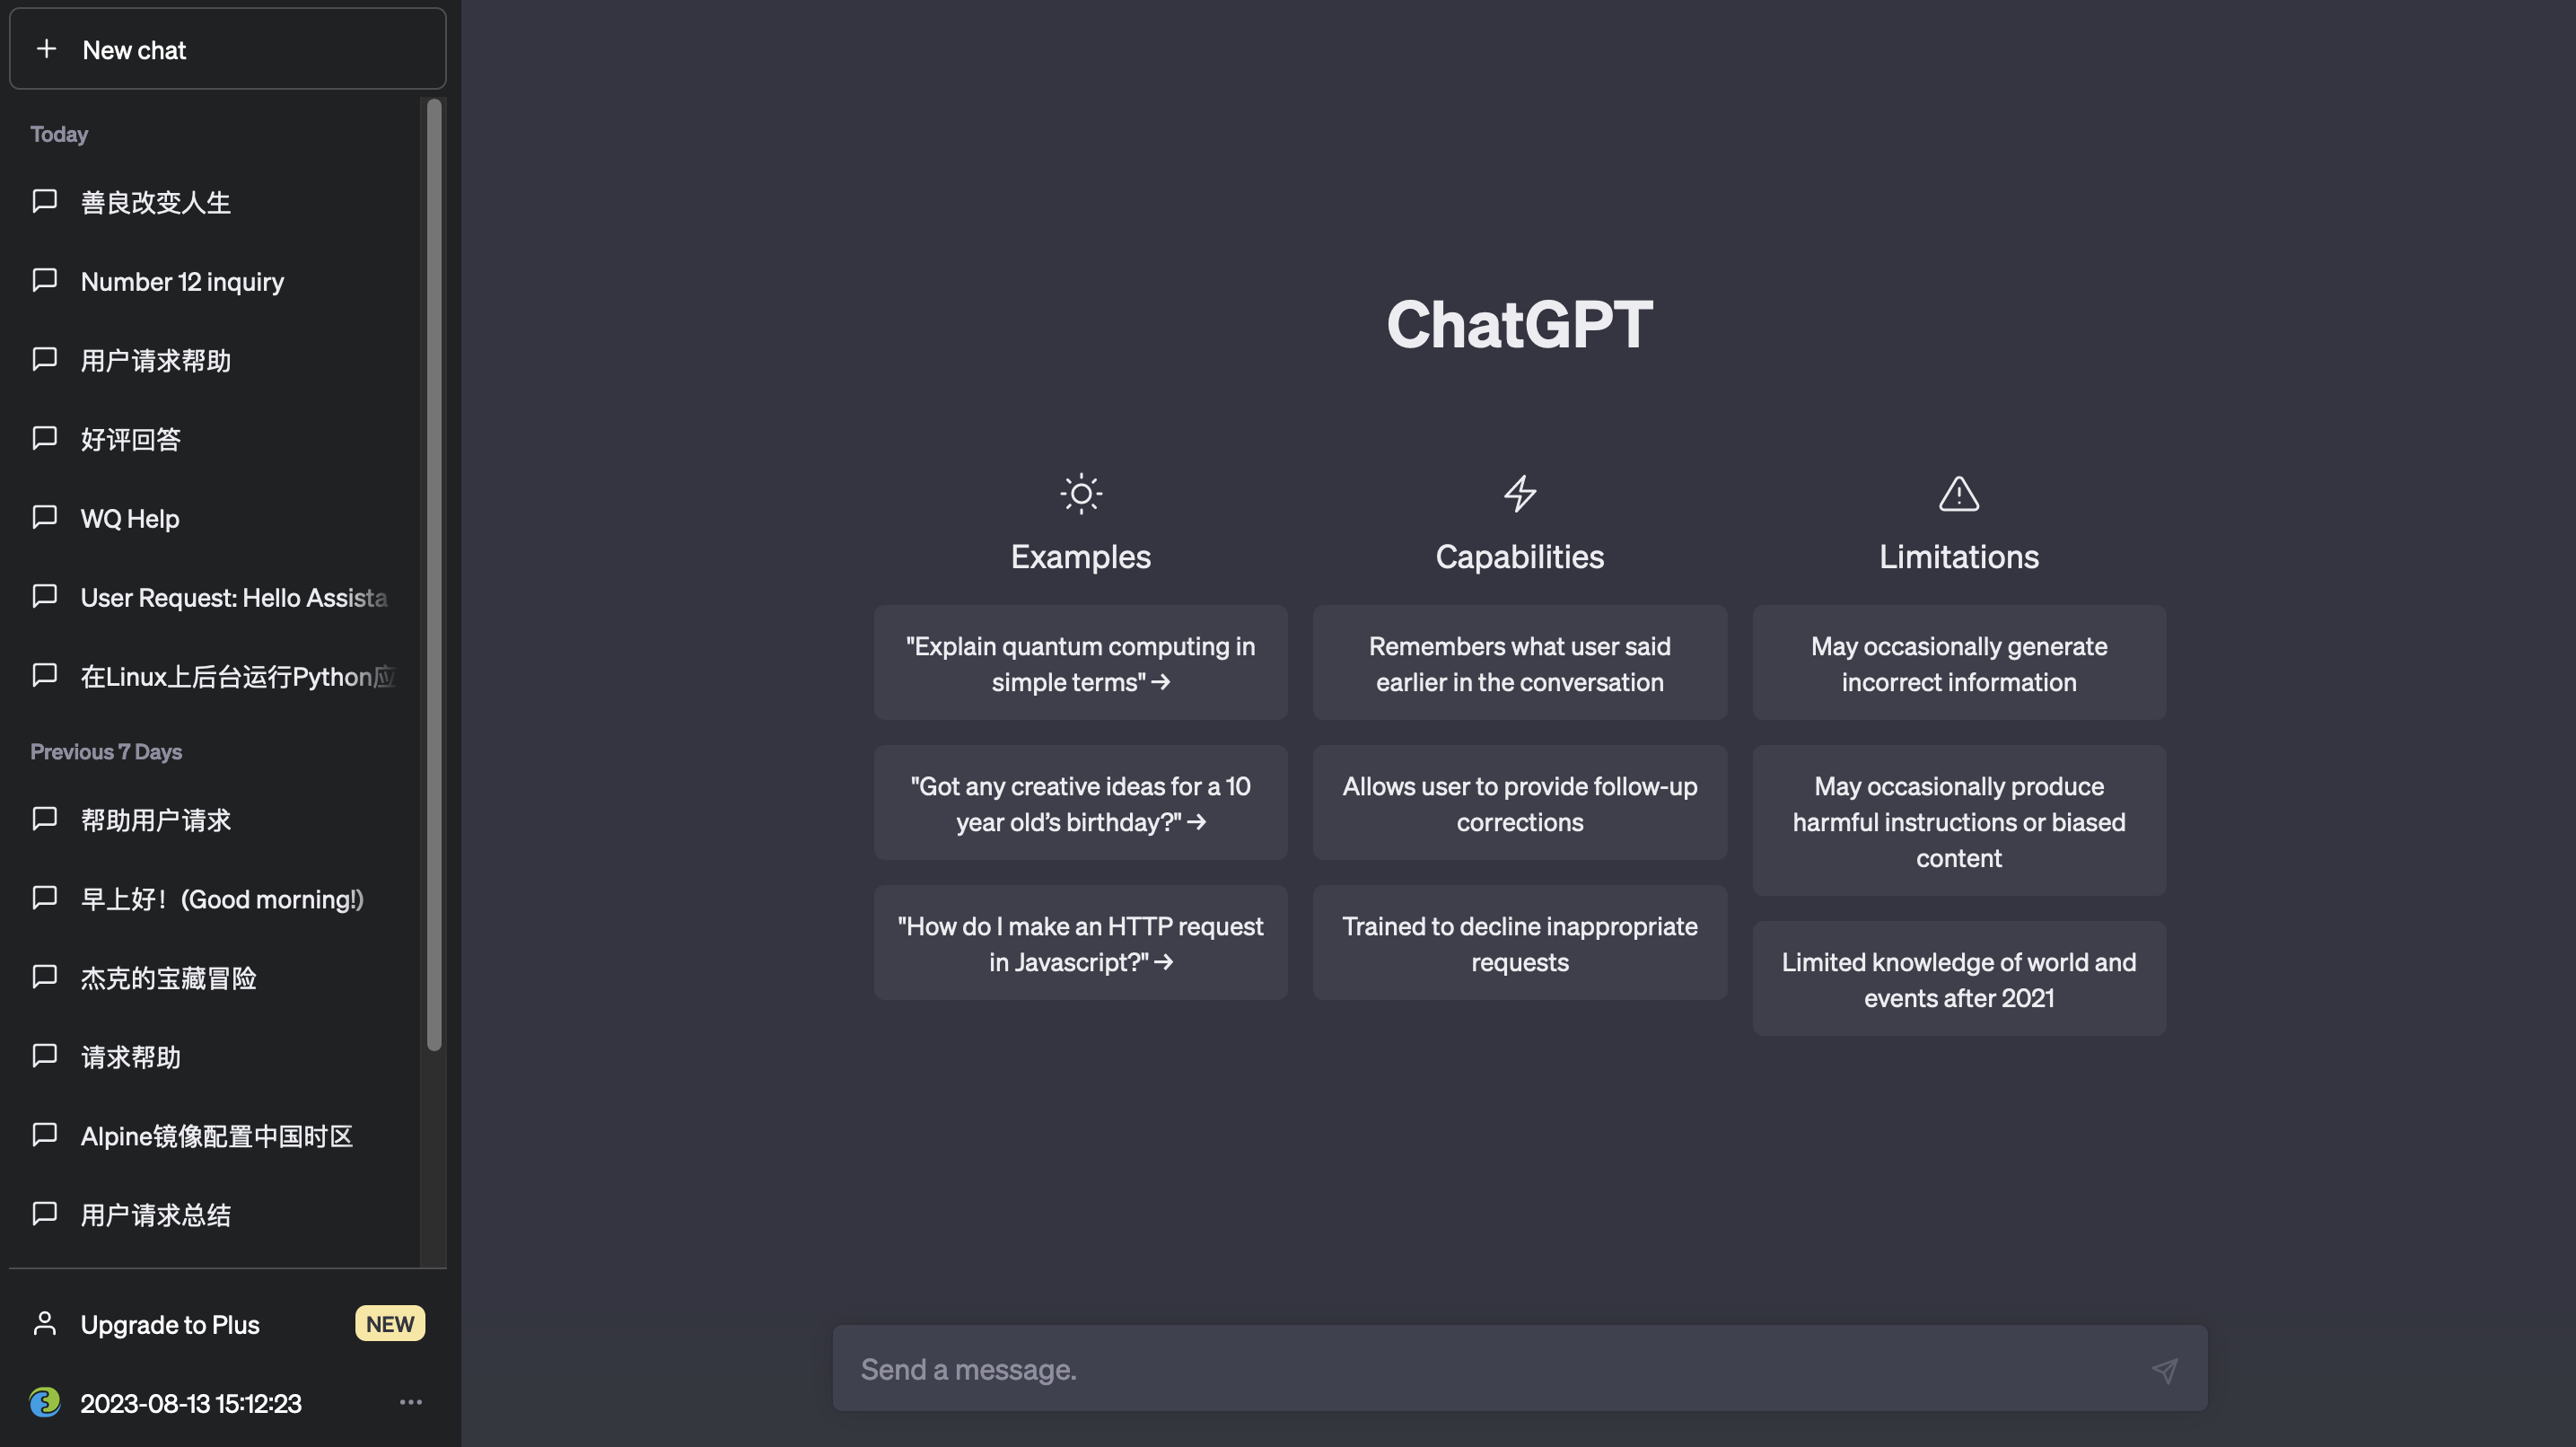 New chat
Today
善良改变人生
Number 12 inquiry
用户请求帮助
好评回答
WQ Help
User Request: Hello Assista
在Linux上后台运行Python应
Previous 7 Days
帮助用户请求
早上好！(Good morning!)
杰克的宝藏冒险
请求帮助
Alpine镜像配置中国时区
用户请求总结
Upgrade to Plus
NEW
2023-08-13 15:12:23
ChatGPT
Examples
"Explain quantum computing in
simple terms" →
"Got any creative ideas for a 10
year old’s birthday?" →
"How do I make an HTTP request
in Javascript?" →
Capabilities
Remembers what user said
earlier in the conversation
Allows user to provide follow-up
corrections
Trained to decline inappropriate
requests
Limitations
May occasionally generate
incorrect information
May occasionally produce
harmful instructions or biased
content
Limited knowledge of world and
events after 2021
Send a message.